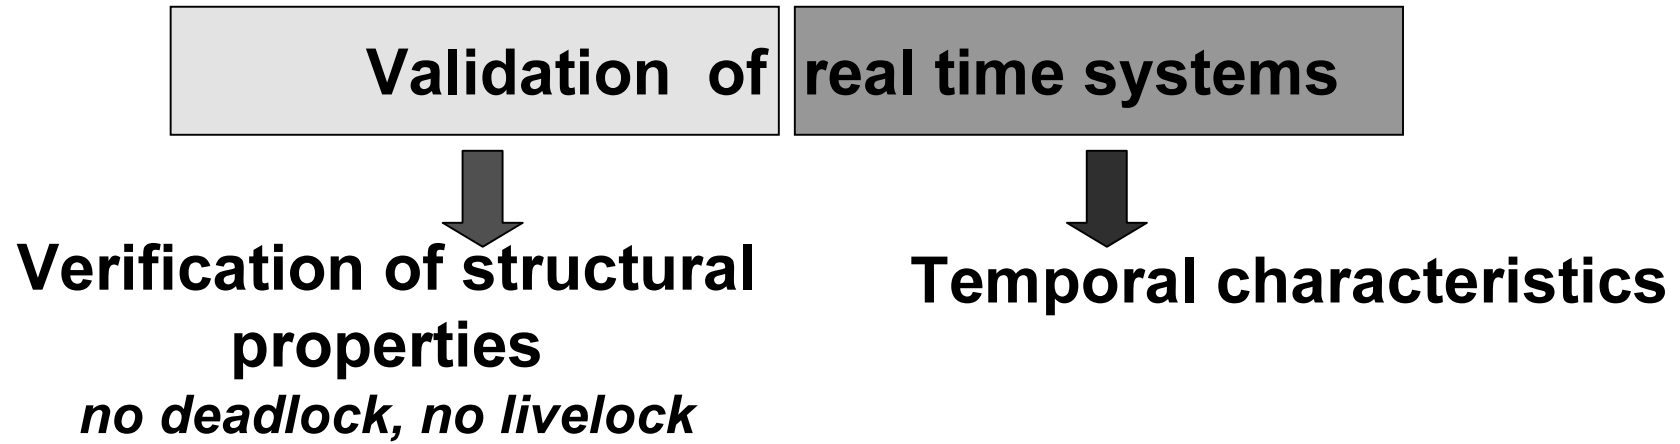 Validation of real time systems
Verification of structural
properties
no deadlock, no livelock
Temporal characteristics